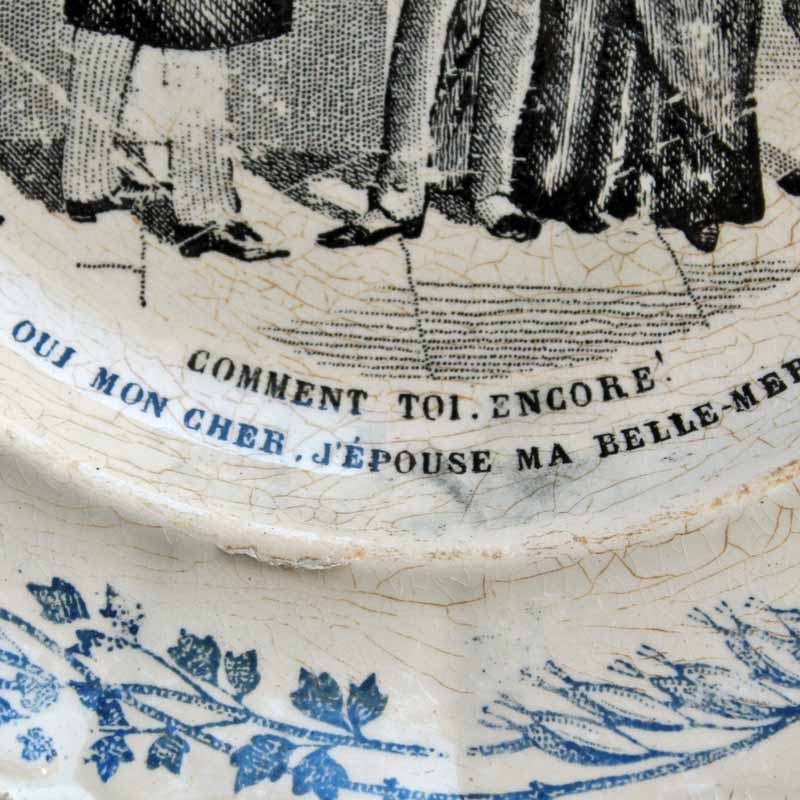 COMMENT TOI. ENCORE!
OUI MON CHER. J'ÉPOUSE MA BELLE-MER